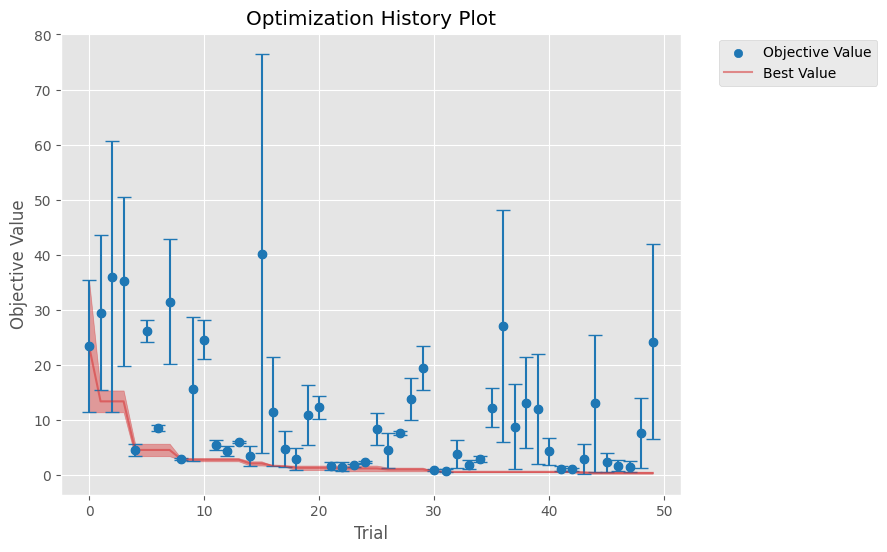 Optimization History Plot
Objective Value
Best Value
Objective Value
80
70
60
50
40
30
20
10
0
0 10 20 30 40 50
Trial